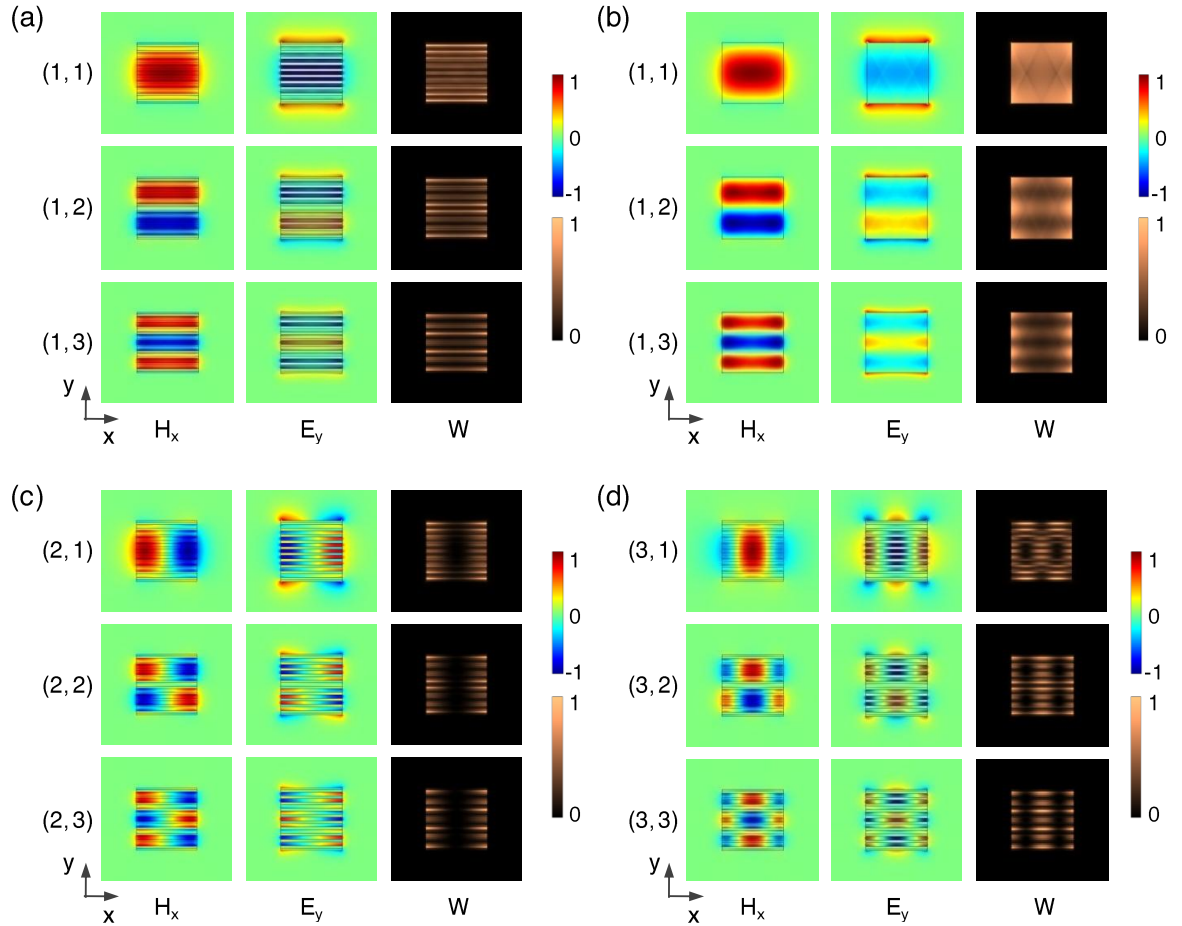 (a)
(1, 1)
(1, 2)
(1, 3)
1
0
-1
1
0
y
x
Hx
Ey
W
(b)
(1, 1)
(1, 2)
(1, 3)
1
0
-1
1
0
y
x
Hx
Ey
W
(c)
(2, 1)
(2, 2)
(2, 3)
1
0
-1
1
0
y
x
Hx
Ey
W
(d)
(3, 1)
(3, 2)
(3, 3)
1
0
-1
1
0
y
x
Hx
Ey
W